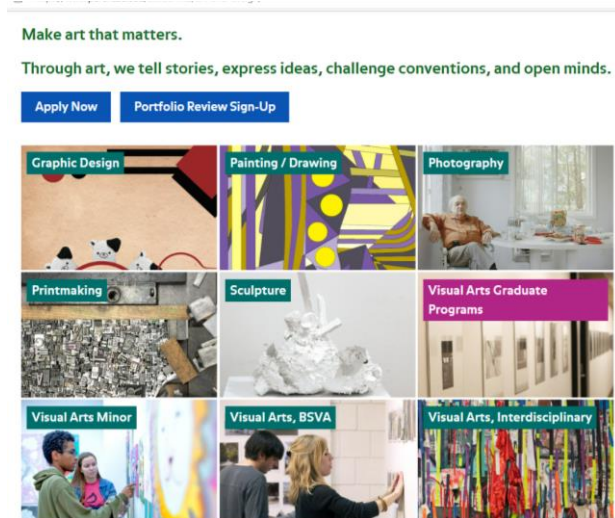 Make art that matters.
Through art, we tell stories, express ideas, challenge conventions, and open minds.
Apply Now
Portfolio Review Sign-Up
Graphic Design
Painting / Drawing
Photography
Printmaking
Sculpture
Visual Arts Graduate
Programs
Visual Arts Minor
Visual Arts, BSVA
Visual Arts, Interdisciplinary